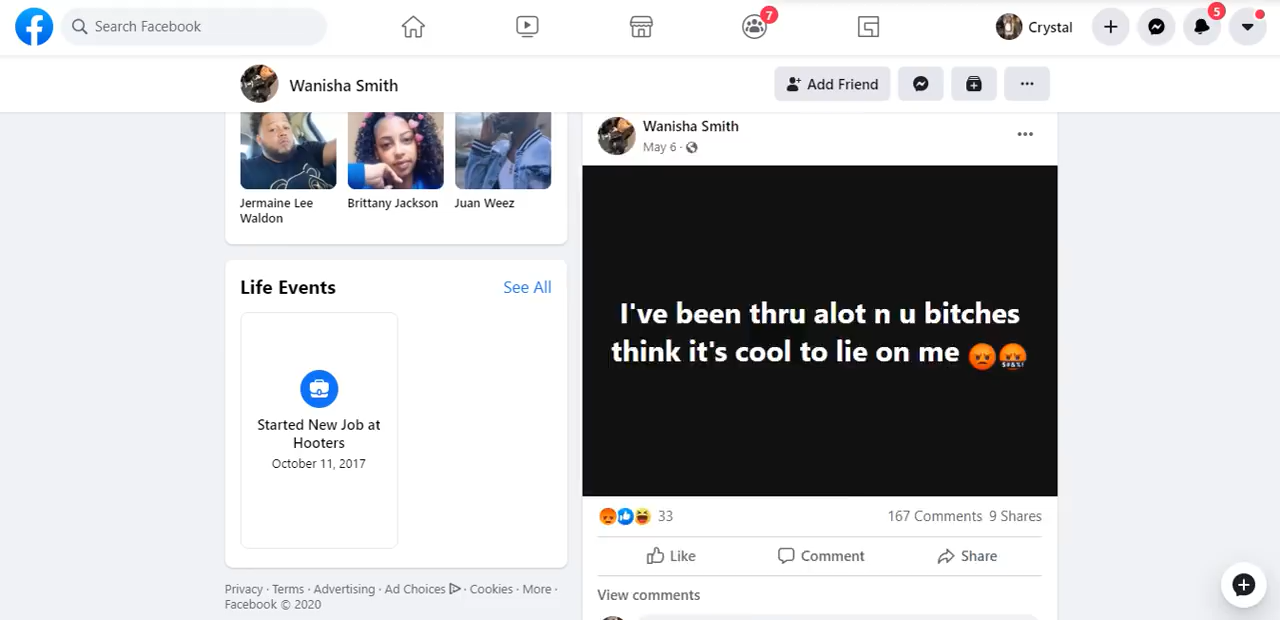 Search Facebook
7
Crystal
5
Wanisha Smith
Add Friend
Jermaine Lee
Waldon
Brittany Jackson
Juan Weez
Life Events
See All
Started New Job at
Hooters
October 11, 2017
Privacy · Terms · Advertising · Ad Choices · Cookies · More ·
Facebook © 2020
Wanisha Smith
May 6 ·
I've been thru alot n u bitches
think it's cool to lie on me 😡🤬
33
167 Comments 9 Shares
Like
Comment
Share
View comments